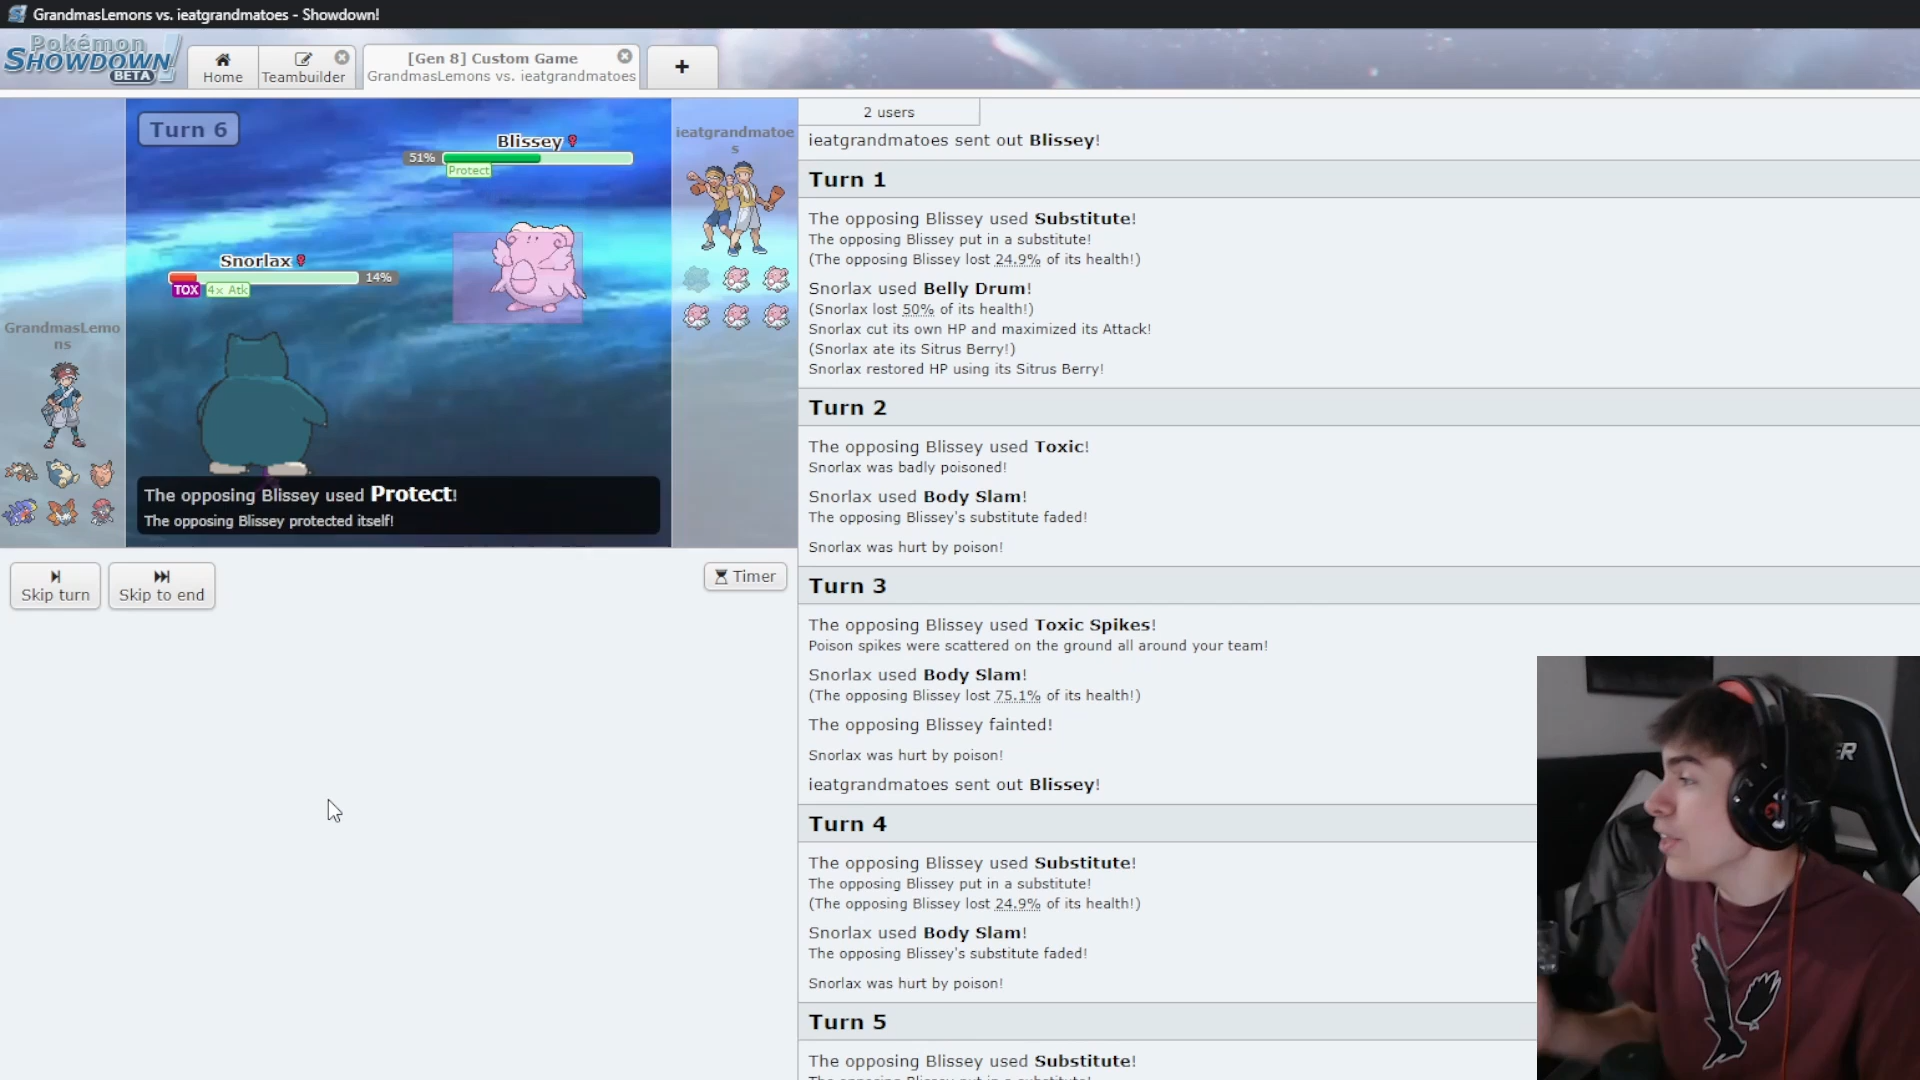 GrandmasLemons vs. ieatgrandmatoes - Showdown!
Pokémon
SHOWDOWN!
BETA
Home
Teambuilder
[Gen 8] Custom Game
GrandmasLemons vs. ieatgrandmatoes
+
Turn 6
Blissey
51%
Protect
Snorlax
14%
TOX 4x Atk
ieatgrandmatoe
s
GrandmasLemo
ns
The opposing Blissey used Protect!
The opposing Blissey protected itself!
Skip turn
Skip to end
Timer
2 users
ieatgrandmatoes sent out Blissey!
Turn 1
The opposing Blissey used Substitute!
The opposing Blissey put in a substitute!
(The opposing Blissey lost 24.9% of its health!)
Snorlax used Belly Drum!
(Snorlax lost 50% of its health!)
Snorlax cut its own HP and maximized its Attack!
(Snorlax ate its Sitrus Berry!)
Snorlax restored HP using its Sitrus Berry!
Turn 2
The opposing Blissey used Toxic!
Snorlax was badly poisoned!
Snorlax used Body Slam!
The opposing Blissey's substitute faded!
Snorlax was hurt by poison!
Turn 3
The opposing Blissey used Toxic Spikes!
Poison spikes were scattered on the ground all around your team!
Snorlax used Body Slam!
(The opposing Blissey lost 75.1% of its health!)
The opposing Blissey fainted!
Snorlax was hurt by poison!
ieatgrandmatoes sent out Blissey!
Turn 4
The opposing Blissey used Substitute!
The opposing Blissey put in a substitute!
(The opposing Blissey lost 24.9% of its health!)
Snorlax used Body Slam!
The opposing Blissey's substitute faded!
Snorlax was hurt by poison!
Turn 5
The opposing Blissey used Substitute!